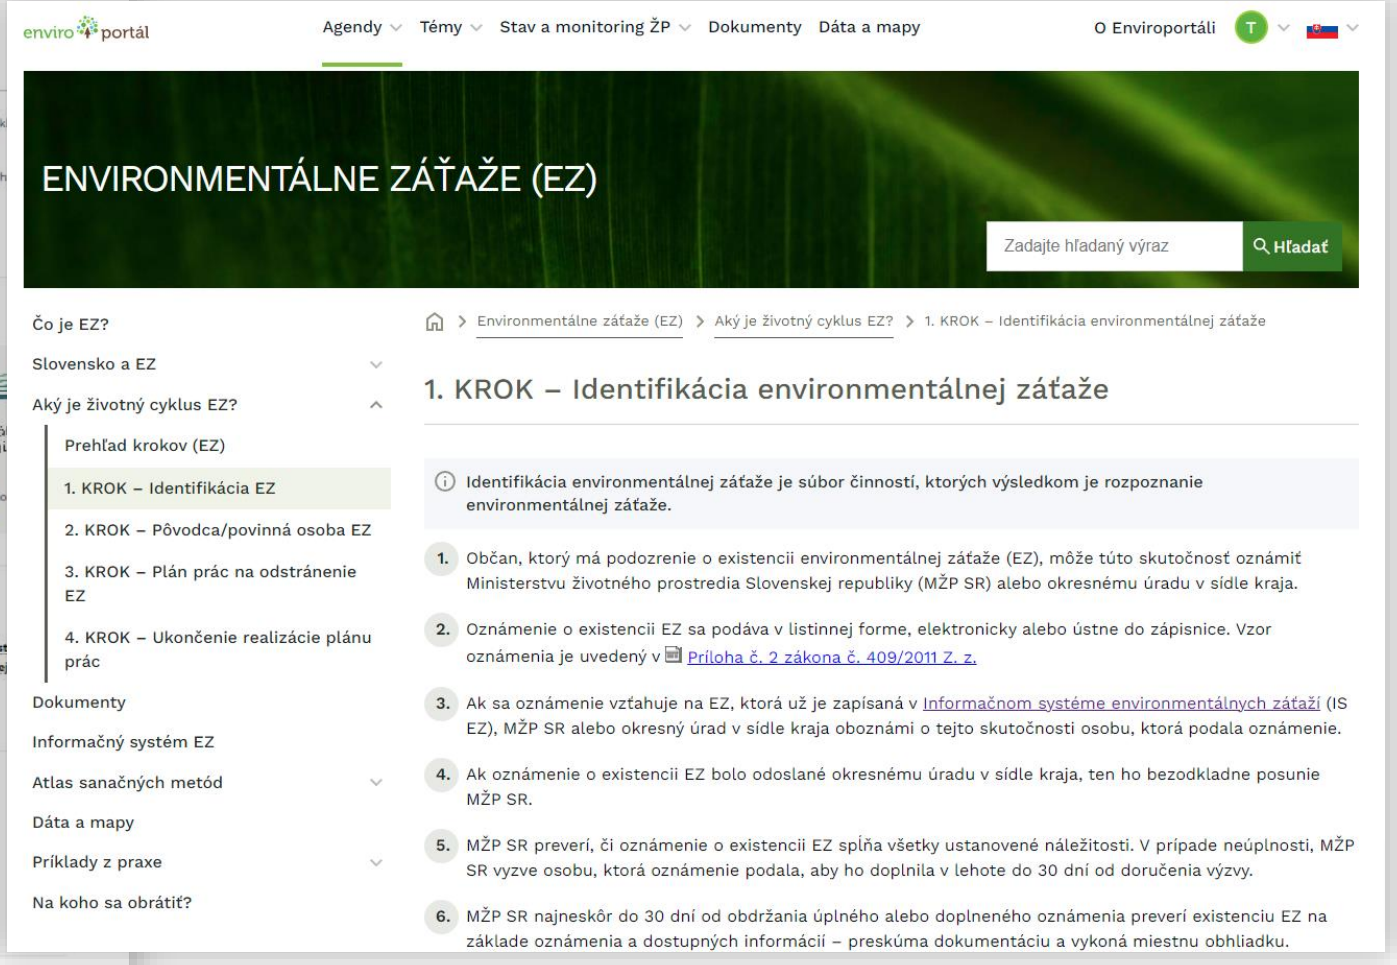 enviro portál
Agendy
Témy
Stav a monitoring ŽP
Dokumenty
Dáta a mapy
O Enviroportáli
T
ENVIRONMENTÁLNE ZÁŤAŽE (EZ)
Zadajte hľadaný výraz
Hľadať
Čo je EZ?
Slovensko a EZ
Aký je životný cyklus EZ?
Prehľad krokov (EZ)
1. KROK – Identifikácia EZ
2. KROK – Pôvodca/povinná osoba EZ
3. KROK – Plán prác na odstránenie
EZ
4. KROK – Ukončenie realizácie plánu
prác
Dokumenty
Informačný systém EZ
Atlas sanačných metód
Dáta a mapy
Príklady z praxe
Na koho sa obrátiť?
Environmentálne záťaže (EZ) > Aký je životný cyklus EZ? > 1. KROK – Identifikácia environmentálnej záťaže
1. KROK – Identifikácia environmentálnej záťaže
Identifikácia environmentálnej záťaže je súbor činností, ktorých výsledkom je rozpoznanie
environmentálnej záťaže.
1. Občan, ktorý má podozrenie o existencii environmentálnej záťaže (EZ), môže túto skutočnosť oznámiť
Ministerstvu životného prostredia Slovenskej republiky (MŽP SR) alebo okresnému úradu v sídle kraja.
2. Oznámenie o existencii EZ sa podáva v listinnej forme, elektronicky alebo ústne do zápisnice. Vzor
oznámenia je uvedený v Príloha č. 2 zákona č. 409/2011 Z. z.
3. Ak sa oznámenie vzťahuje na EZ, ktorá už je zapísaná v Informačnom systéme environmentálnych záťaží (IS
EZ), MŽP SR alebo okresný úrad v sídle kraja oboznámi o tejto skutočnosti osobu, ktorá podala oznámenie.
4. Ak oznámenie o existencii EZ bolo odoslané okresnému úradu v sídle kraja, ten ho bezodkladne posunie
MŽP SR.
5. MŽP SR preverí, či oznámenie o existencii EZ spĺňa všetky ustanovené náležitosti. V prípade neúplnosti, MŽP
SR vyzve osobu, ktorá oznámenie podala, aby ho doplnila v lehote do 30 dní od doručenia výzvy.
6. MŽP SR najneskôr do 30 dní od obdržania úplného alebo doplneného oznámenia preverí existenciu EZ na
základe oznámenia a dostupných informácií – preskúma dokumentáciu a vykoná miestnu obhliadku.